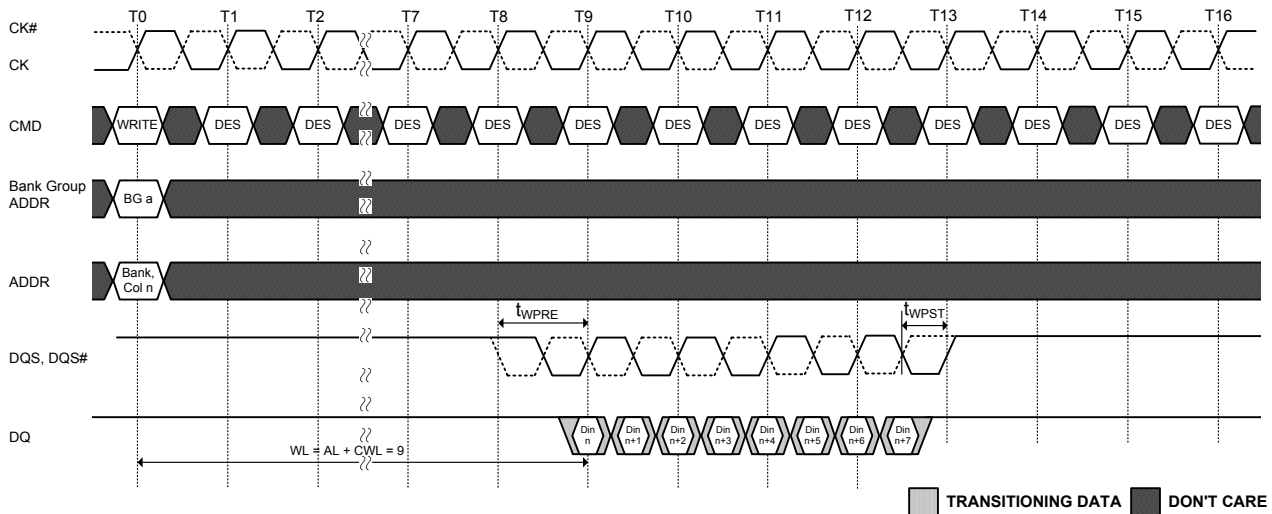 T0 T1 T2 T7 T8 T9 T10 T11 T12 T13 T14 T15 T16
CK#
CK
CMD WRITE DES DES DES DES DES DES DES DES DES DES DES DES
Bank Group
ADDR
BG a
ADDR
Bank,
Col n
tWPRE tWPST
DQS, DQS#
DQ
Din Din Din Din Din Din Din Din
n n+1 n+2 n+3 n+4 n+5 n+6 n+7
WL = AL + CWL = 9
TRANSITIONING DATA DON'T CARE